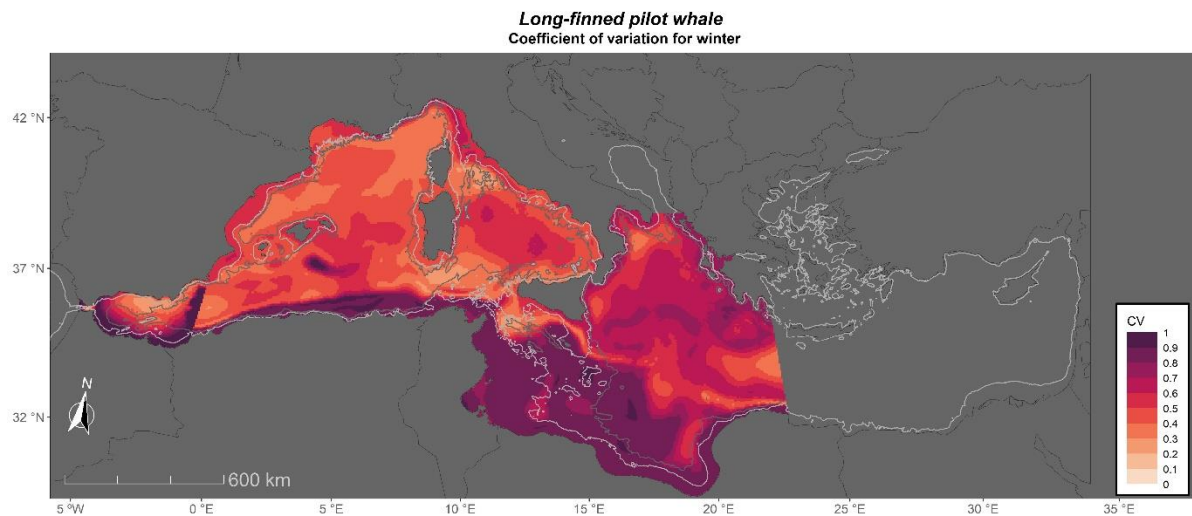 Long-finned pilot whale
Coefficient of variation for winter
42 °N
37 °N
32 °N
N
600 km
CV
1
0.9
0.8
0.7
0.6
0.5
0.4
0.3
0.2
0.1
0
5 °W
0 °E
5 °E
10 °E
15 °E
20 °E
25 °E
30 °E
35 °E